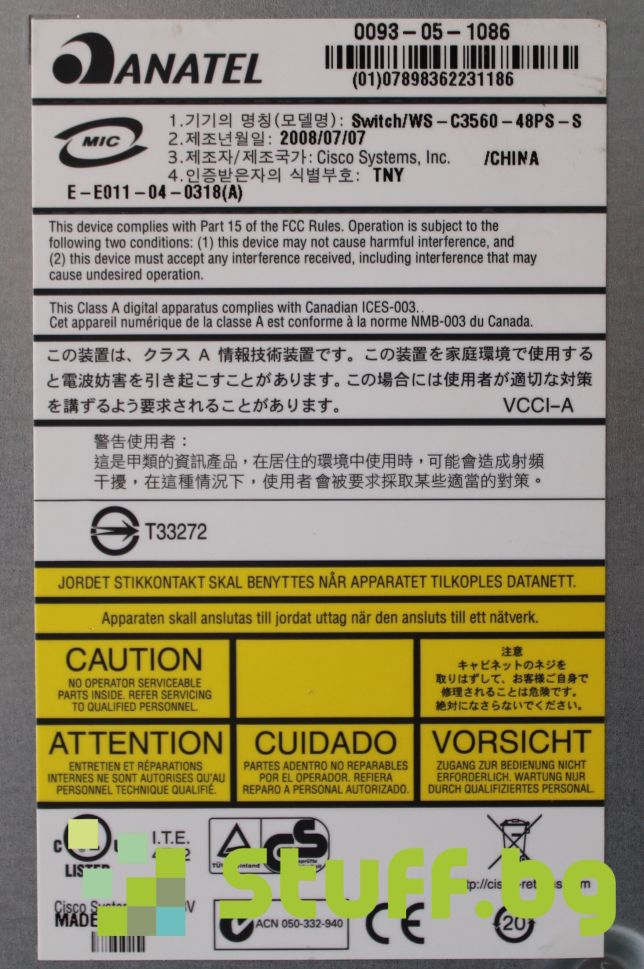 ANATEL
0093-05-1086
(01)07898362231186
MIC
1.기기의 명칭(모델명): Switch/WS-C3560-48PS-S
2.제조년월일: 2008/07/07
3.제조자/제조국가: Cisco Systems, Inc. /CHINA
4.인증받은자의 식별부호: TNY
E-E011-04-0318(A)
This device complies with Part 15 of the FCC Rules. Operation is subject to the
following two conditions: (1) this device may not cause harmful interference, and
(2) this device must accept any interference received, including interference that may
cause undesired operation.
This Class A digital apparatus complies with Canadian ICES-003..
Cet appareil numérique de la classe A est conforme à la norme NMB-003 du Canada.
この装置は、クラス A 情報技術装置です。この装置を家庭環境で使用する
と電波妨害を引き起こすことがあります。この場合には使用者が適切な対策
を講ずるよう要求されることがあります。 VCCI-A
警告使用者：
這是甲類的資訊產品，在居住的環境中使用時，可能會造成射頻
干擾，在這種情況下，使用者會被要求採取某些適當的對策。
T33272
JORDET STIKKONTAKT SKAL BENYTTES NÅR APPARATET TILKOPLES DATANETT.
Apparaten skall anslutas till jordat uttag när den ansluts till ett nätverk.
CAUTION
NO OPERATOR SERVICEABLE
PARTS INSIDE. REFER SERVICING
TO QUALIFIED PERSONNEL.
注意
キャビネットのネジを
取りはずして、お客様ご自身で
修理されることは危険です。
絶対になさらないでください。
ATTENTION
ENTRETIEN ET RÉPARATIONS
INTERNES NE SONT AUTORISES QU'AU
PERSONNEL TECHNIQUE QUALIFIÉ.
CUIDADO
PARTES ADENTRO NO REPARABLES
POR EL OPERADOR. REFIERA
REPARO A PERSONAL AUTORIZADO.
VORSICHT
ZUGANG ZUR BEDIENUNG NICHT
ERFORDERLICH. WARTUNG NUR
DURCH QUALIFIZIERTES PERSONAL.
I.T.E.
LISTED
GS
Stuff.bg
Cisco
MADE
ACN 050-332-940
CE
20